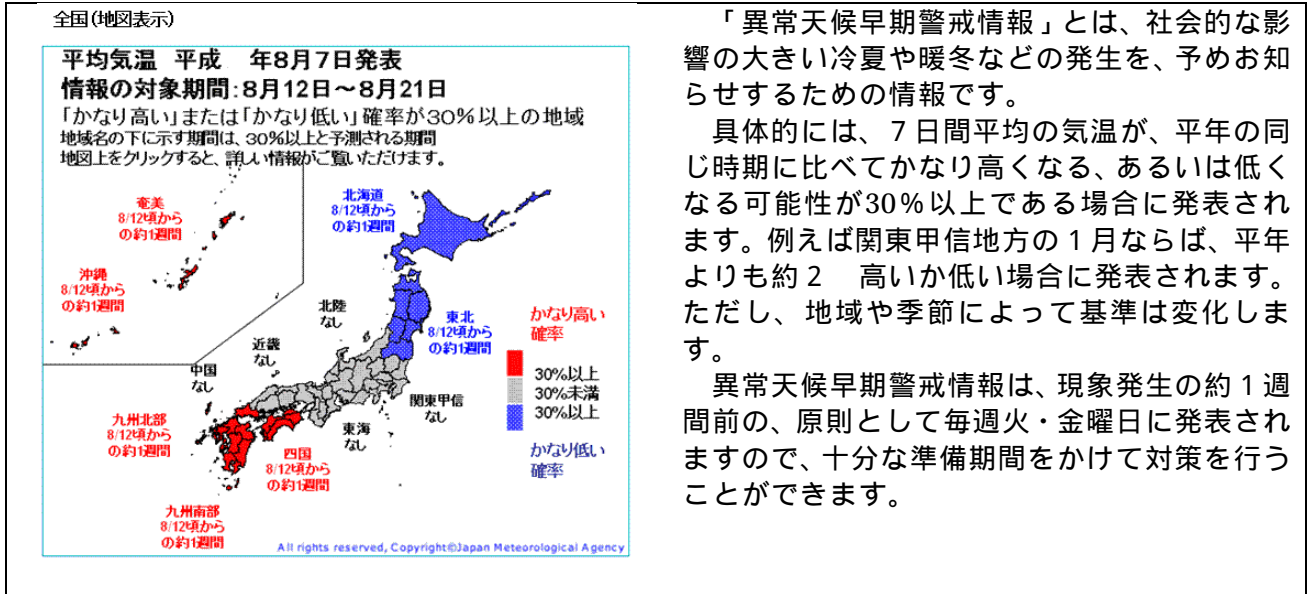 全国(地図表示)
平均気温 平成　年8月7日発表
情報の対象期間:8月12日～8月21日
「かなり高い」または「かなり低い」確率が30%以上の地域
地域名の下に示す期間は、30%以上と予測される期間
地図上をクリックすると、詳しい情報がご覧いただけます。
奄美
8/12頃から
の約1週間
北海道
8/12頃から
の約1週間
沖縄
8/12頃から
の約1週間
北陸
なし
東北
8/12頃から
の約1週間
近畿
なし
中国
なし
関東甲信
なし
東海
なし
九州北部
8/12頃から
の約1週間
四国
8/12頃から
の約1週間
九州南部
8/12頃から
の約1週間
かなり高い
確率
30%以上
30%未満
30%以上
かなり低い
確率
All rights reserved, Copyright©Japan Meteorological Agency
「異常天候早期警戒情報」とは、社会的な影
響の大きい冷夏や暖冬などの発生を、予めお知
らせするための情報です。
具体的には、７日間平均の気温が、平年の同
じ時期に比べてかなり高くなる、あるいは低く
なる可能性が30％以上である場合に発表され
ます。例えば関東甲信地方の１月ならば、平年
よりも約２　高いか低い場合に発表されます。
ただし、地域や季節によって基準は変化しま
す。
異常天候早期警戒情報は、現象発生の約１週
間前の、原則として毎週火・金曜日に発表され
ますので、十分な準備期間をかけて対策を行う
ことができます。